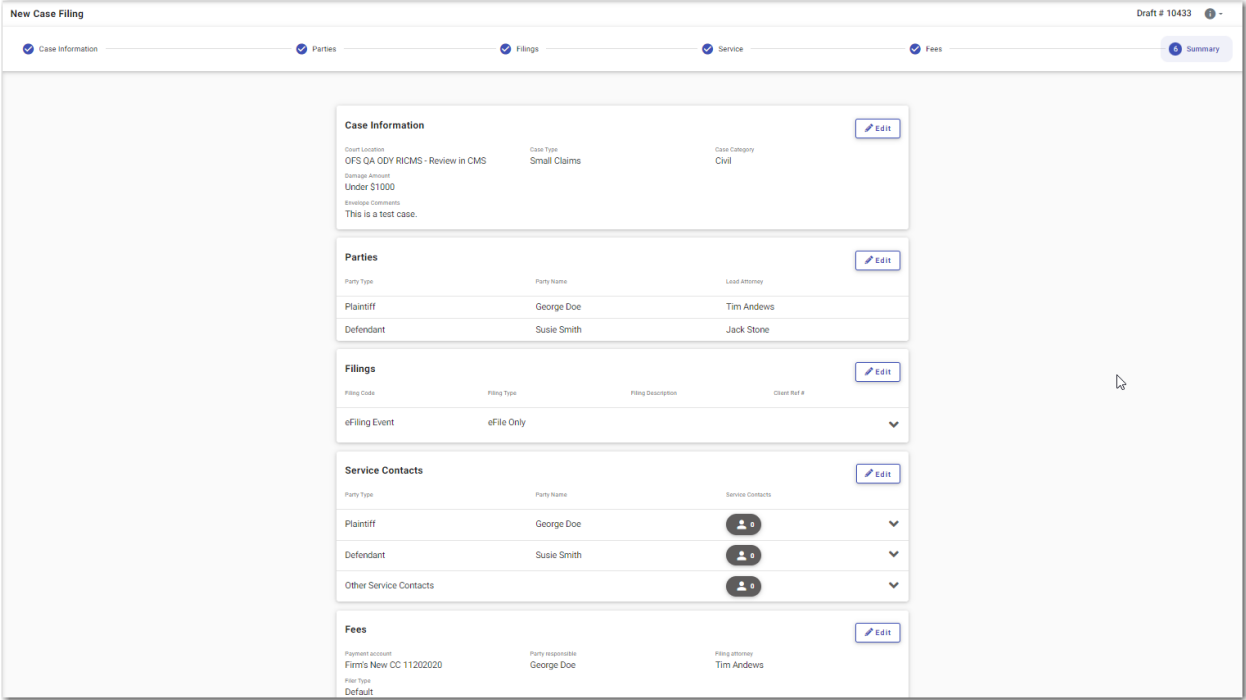 New Case Filing
Draft # 10433
Case Information
Parties
Filings
Service
Fees
6 Summary
Case Information
Edit
Court Location
Case Type
Case Category
OFS QA ODY RICMS - Review in CMS
Small Claims
Civil
Damage Amount
Under $1000
Envelope Comments
This is a test case.
Parties
Edit
Party Type
Party Name
Lead Attorney
Plaintiff
George Doe
Tim Andews
Defendant
Susie Smith
Jack Stone
Filings
Edit
Filing Code
Filing Type
Filing Description
Client Ref #
eFiling Event
eFile Only
Service Contacts
Edit
Party Type
Party Name
Service Contacts
Plaintiff
George Doe
0
Defendant
Susie Smith
0
Other Service Contacts
0
Fees
Edit
Payment account
Party responsible
Filing attorney
Firm's New CC 11202020
George Doe
Tim Andews
Filer Type
Default